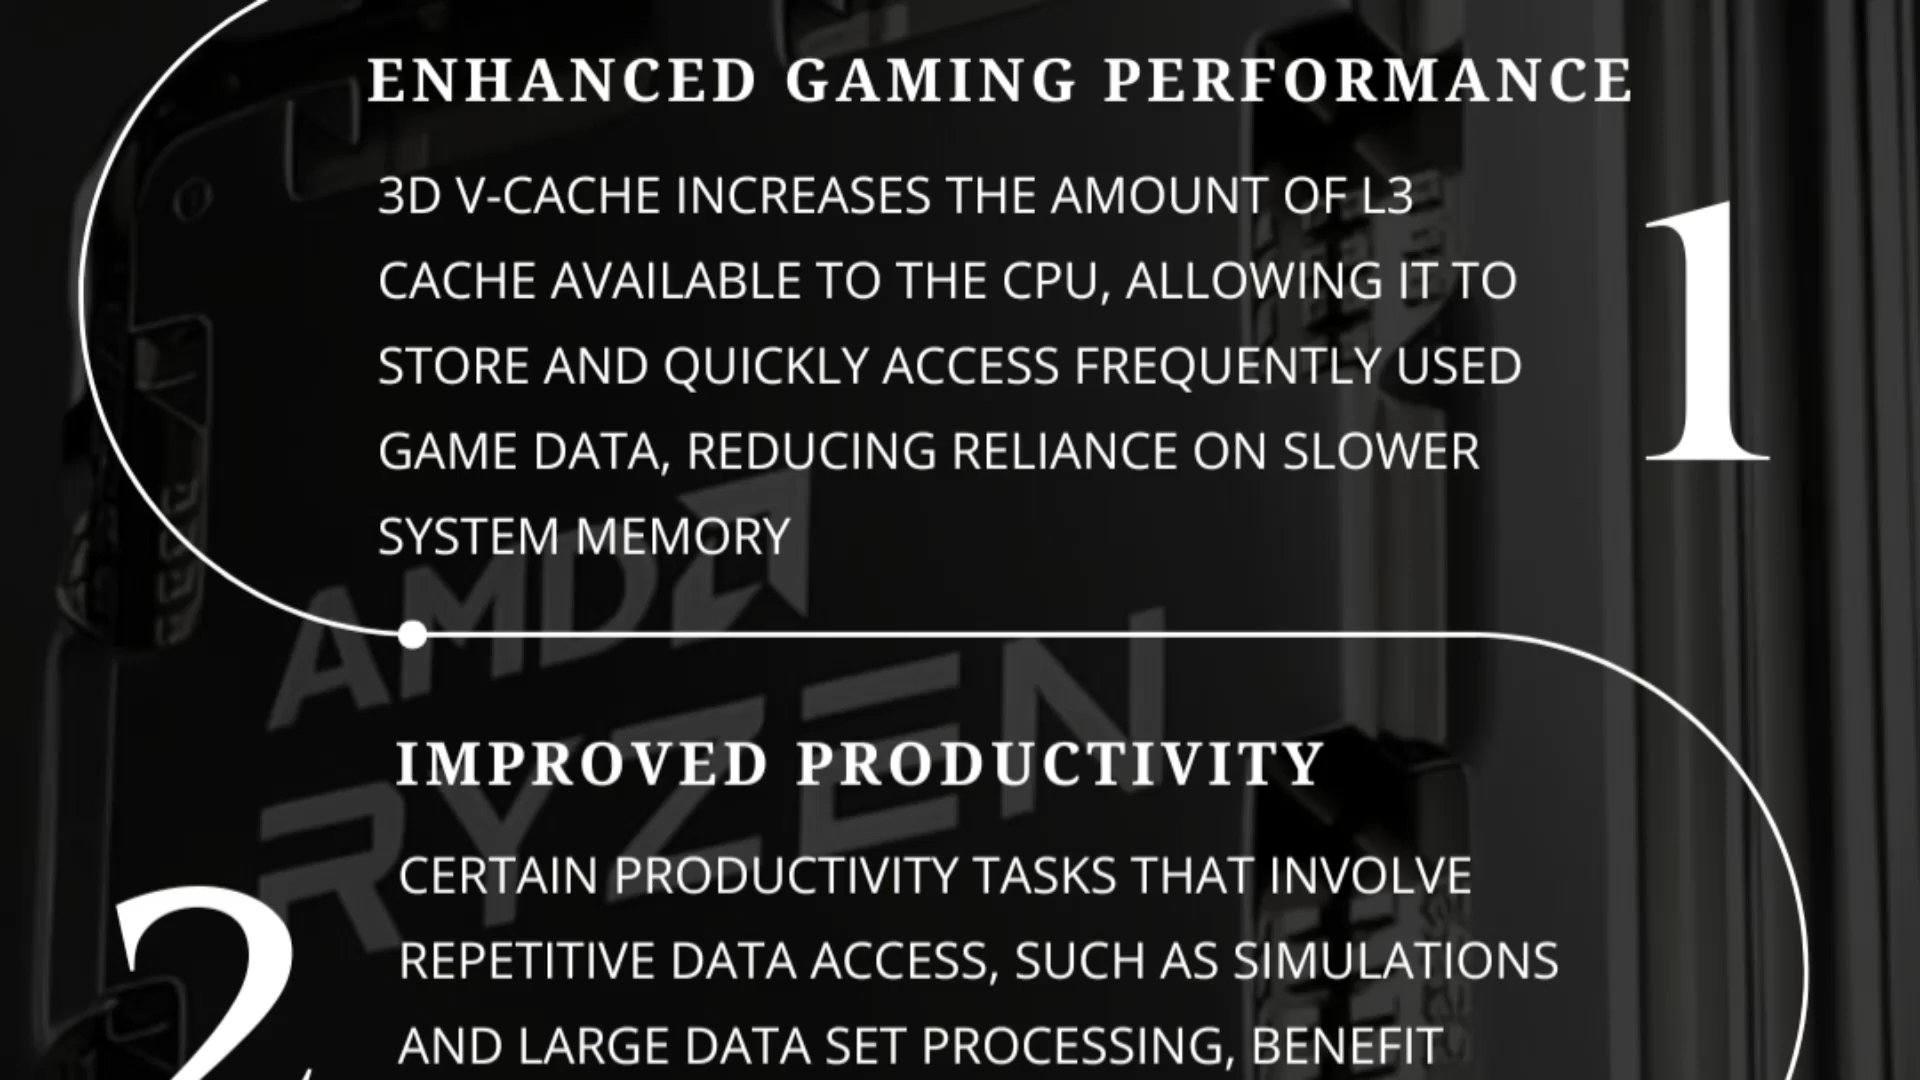 ENHANCED GAMING PERFORMANCE
3D V-CACHE INCREASES THE AMOUNT OF L3
CACHE AVAILABLE TO THE CPU, ALLOWING IT TO
STORE AND QUICKLY ACCESS FREQUENTLY USED
GAME DATA, REDUCING RELIANCE ON SLOWER
SYSTEM MEMORY
1
AMD
RYZEN
IMPROVED PRODUCTIVITY
2
CERTAIN PRODUCTIVITY TASKS THAT INVOLVE
REPETITIVE DATA ACCESS, SUCH AS SIMULATIONS
AND LARGE DATA SET PROCESSING, BENEFIT